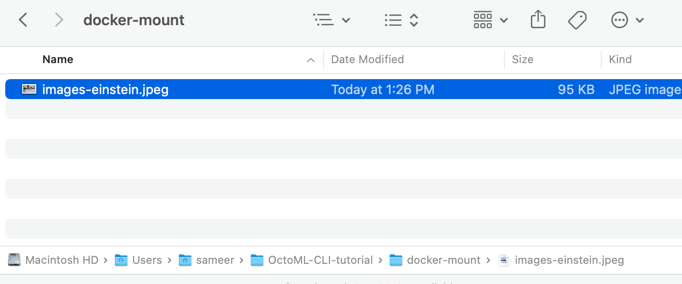 docker-mount
Name Date Modified Size Kind
images-einstein.jpeg Today at 1:26 PM 95 KB JPEG image
Macintosh HD › Users › sameer › OctoML-CLI-tutorial › docker-mount › images-einstein.jpeg